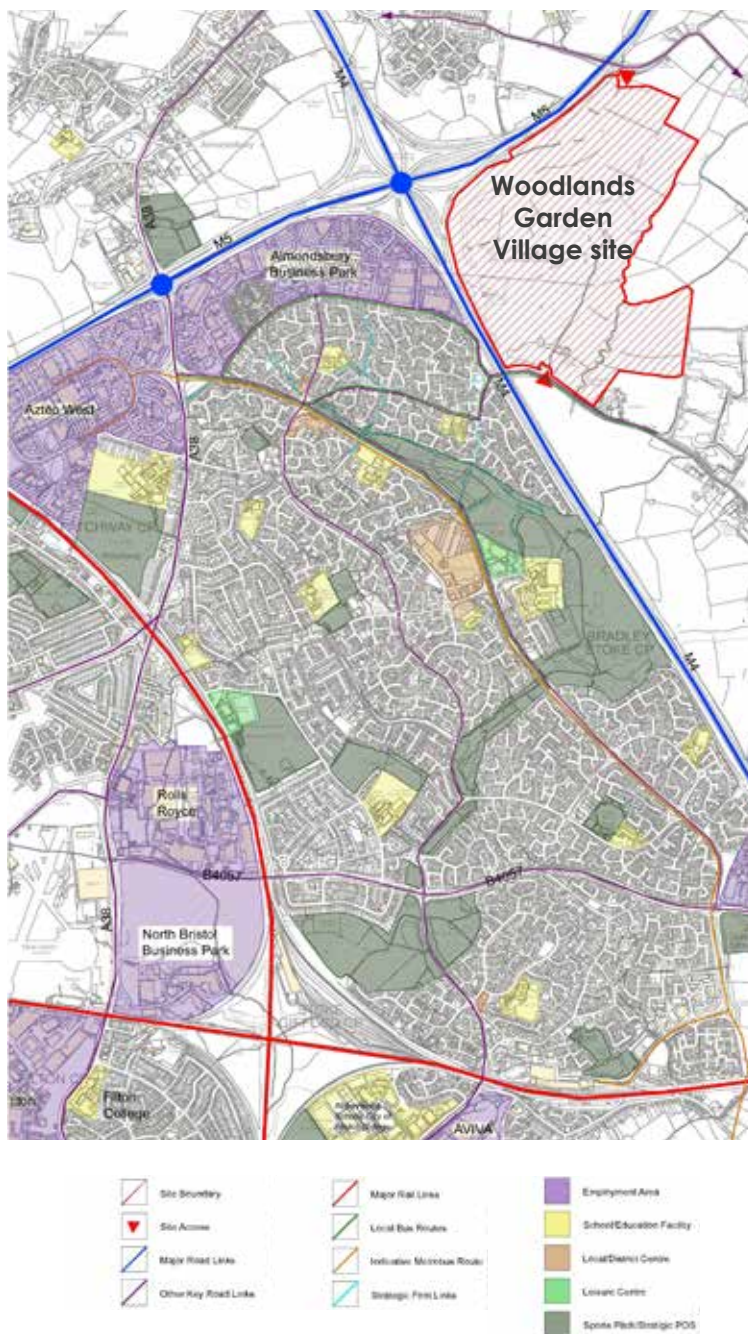 M4
M5
Woodlands
Garden
Village site
A38
M5
Almondsbury
Business Park
Aztec West
M4
A38
BRADLEY
STOKE CP
M4
Rolls
Royce
B4057
B4057
A38
North Bristol
Business Park
Filton
College
AVIVA
Site Boundary
Site Access
Major Road Links
Other Key Road Links
Major Rail Links
Local Bus Routes
Indicative Metrobus Route
Strategic Foot Links
Employment Area
School/Education Facility
Local/District Centre
Leisure Centre
Sports Pitch/Strategic POS